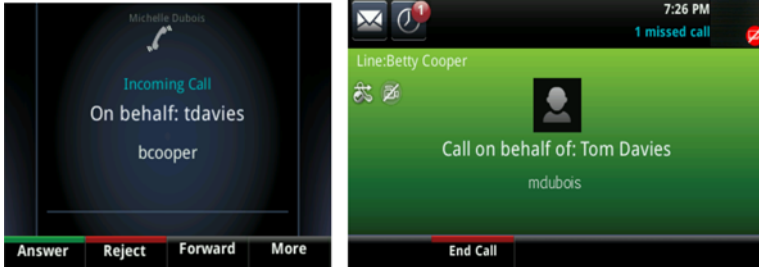 Michelle Dubois
Incoming Call
On behalf: tdavies
bcooper
Answer Reject Forward More
1
7:26 PM
1 missed call
Line:Betty Cooper
Call on behalf of: Tom Davies
mdubois
End Call